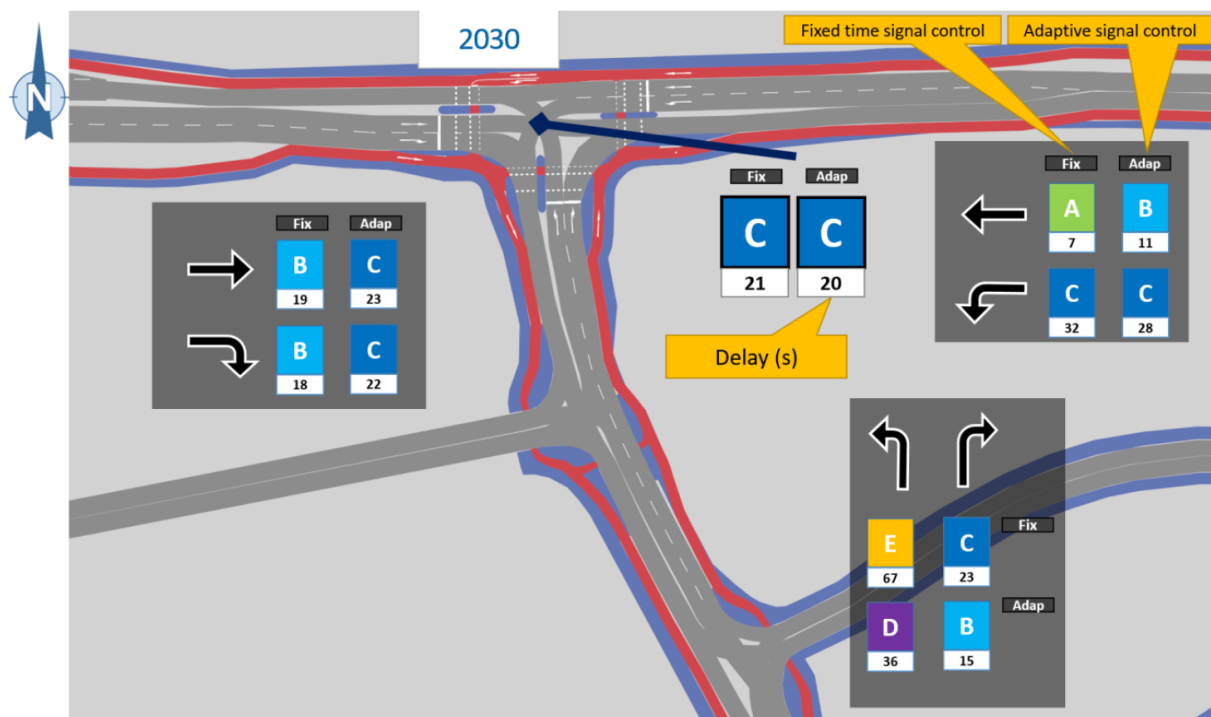 2030
Fixed time signal control
Adaptive signal control
N
Fix Adap
A B
7 11
C C
32 28
Fix Adap
C C
21 20
Delay (s)
Fix Adap
B C
19 23
B C
18 22
E C Fix
67 23
D B Adap
36 15